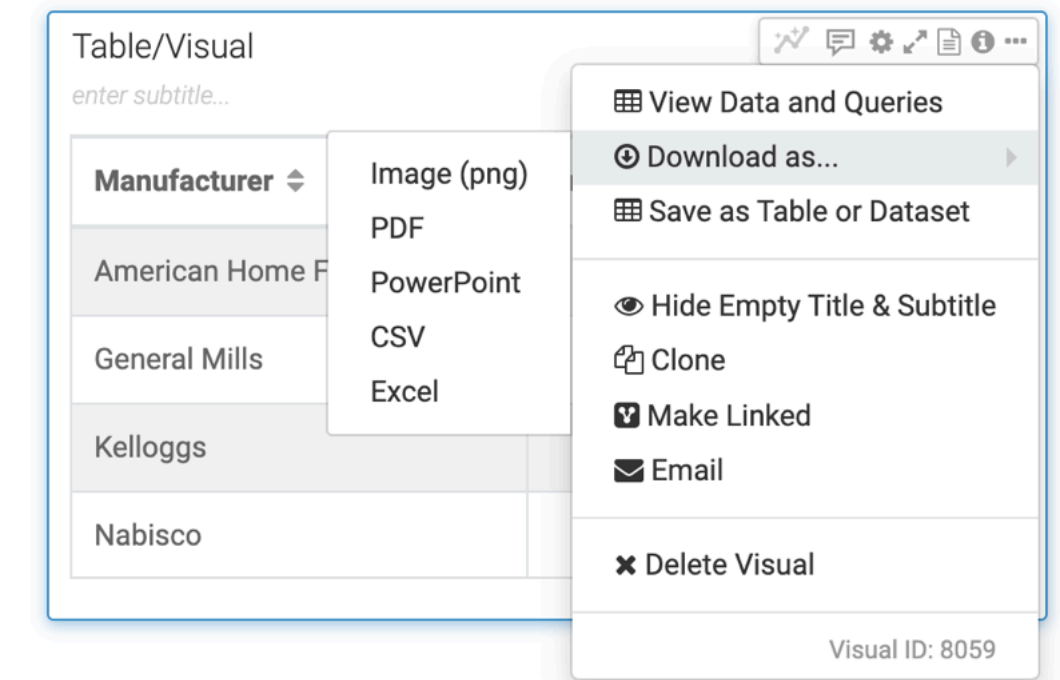 Table/Visual
enter subtitle...
Manufacturer
American Home
General Mills
Kelloggs
Nabisco
Image (png)
PDF
PowerPoint
CSV
Excel
View Data and Queries
Download as...
Save as Table or Dataset
Hide Empty Title & Subtitle
Clone
Make Linked
Email
Delete Visual
Visual ID: 8059